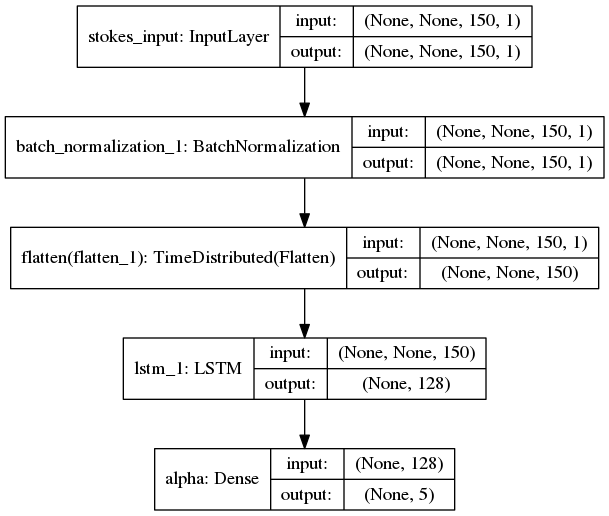 stokes_input: InputLayer
input: (None, None, 150, 1)
output: (None, None, 150, 1)
batch_normalization_1: BatchNormalization
input: (None, None, 150, 1)
output: (None, None, 150, 1)
flatten(flatten_1): TimeDistributed(Flatten)
input: (None, None, 150, 1)
output: (None, None, 150)
lstm_1: LSTM
input: (None, None, 150)
output: (None, 128)
alpha: Dense
input: (None, 128)
output: (None, 5)